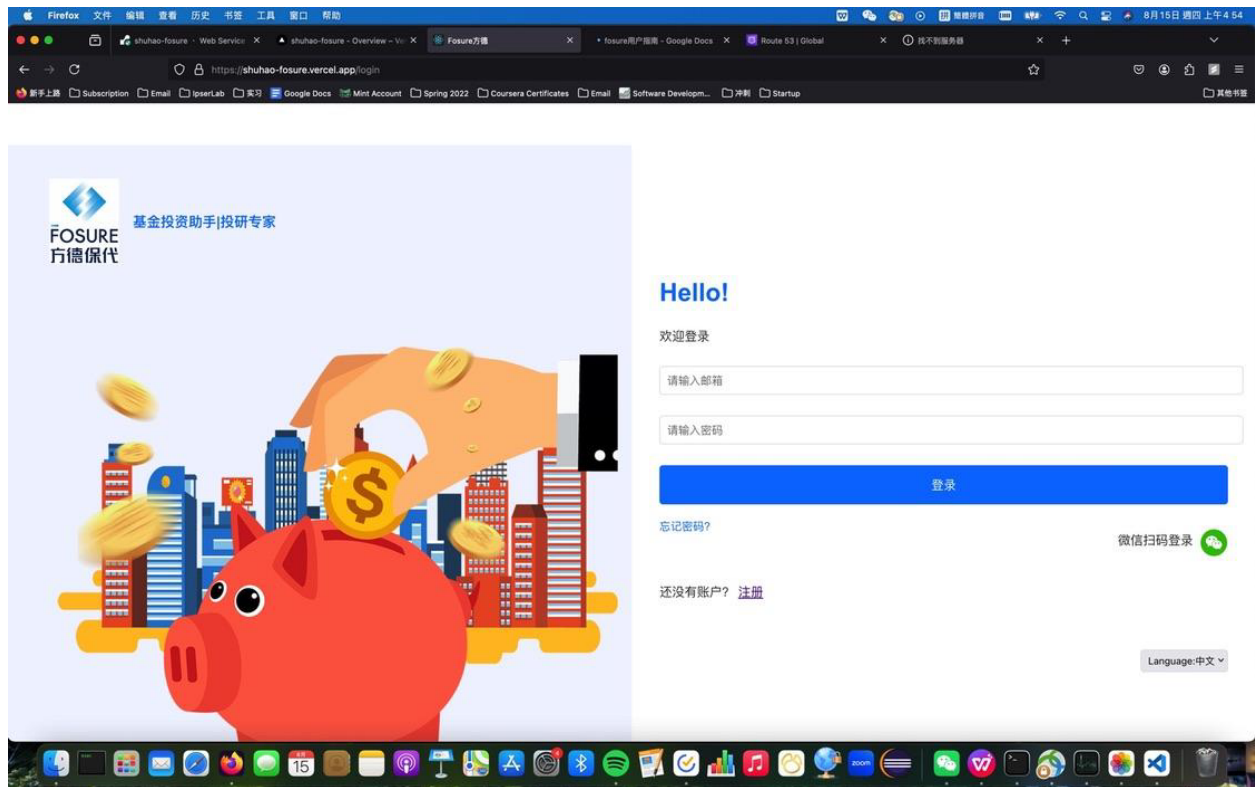 Firefox 文件 编辑 查看 历史 书签 工具 窗口 帮助 8月15日 週四 上午4 54
shuhao-fosure · Web Service shuhao-fosure - Overview – Ve Fosure方德 fosure用户指南 - Google Docs Route 53 | Global 找不到服务器
https://shuhao-fosure.vercel.app/login
新手上路 Subscription Email IpserLab 实习 Google Docs Mint Account Spring 2022 Coursera Certificates Email Software Developm... 冲刺 Startup 其他书签
FOSURE
方德保代
基金投资助手|投研专家
Hello!
欢迎登录
请输入邮箱
请输入密码
登录
忘记密码?
微信扫码登录
还没有账户? 注册
Language:中文
$
15
zoom